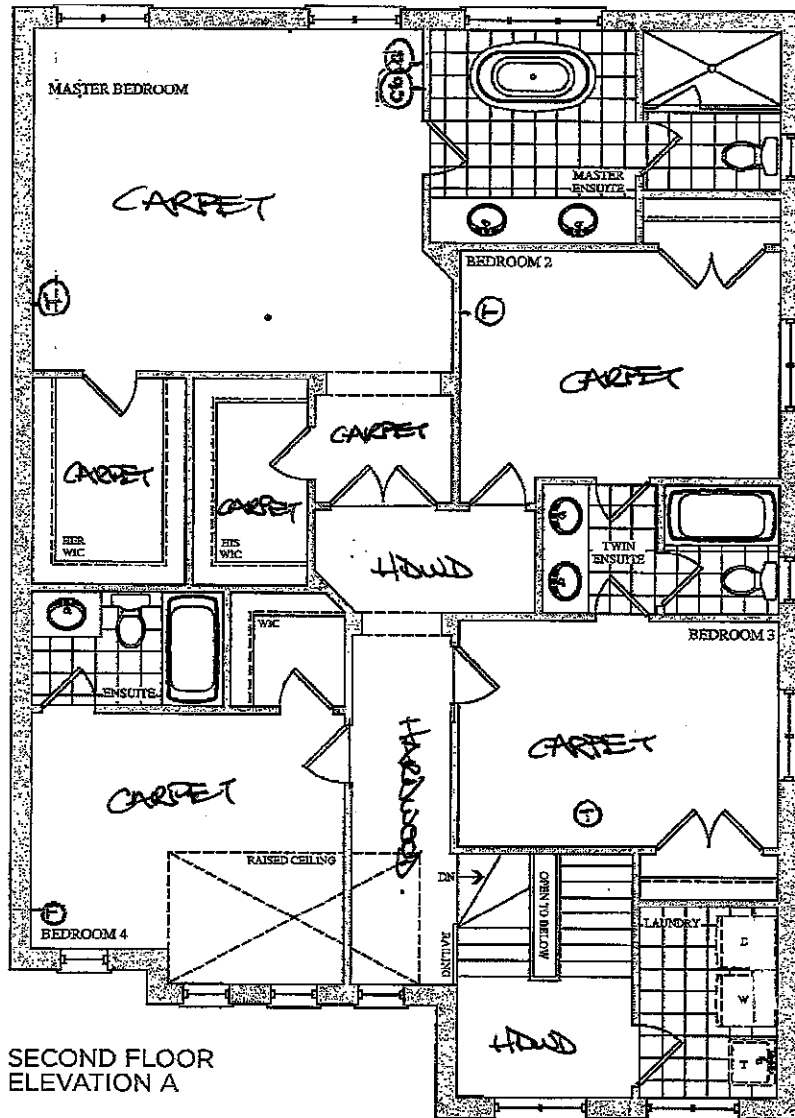 MASTER BEDROOM
CARPET
MASTER
ENSUITE
BEDROOM 2
CARPET
CARPET
HER
WIC
CARPET
HIS
WIC
CARPET
HDWD
TWIN
ENSUITE
ENSUITE
WIC
BEDROOM 3
CARPET
HARDWOOD
CARPET
RAISED CEILING
BEDROOM 4
DN
RAILING
OPEN TO BELOW
LAUNDRY
D
W
T
HDWD
SECOND FLOOR
ELEVATION A